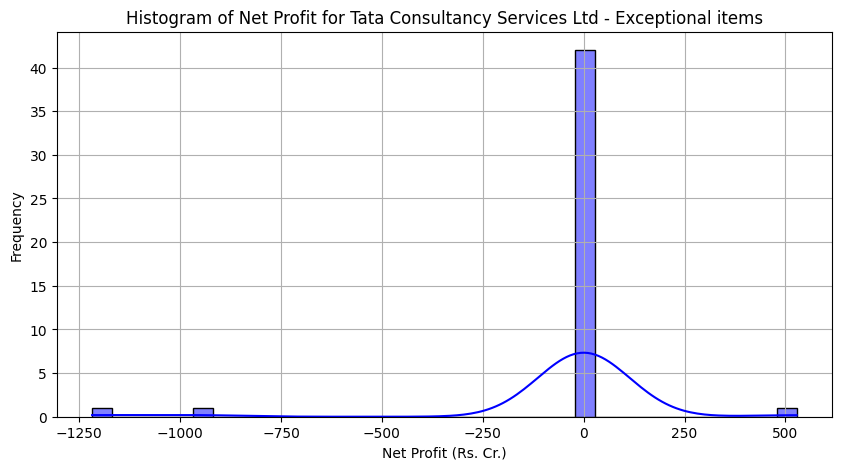 Histogram of Net Profit for Tata Consultancy Services Ltd - Exceptional items
40
35
30
25
20
15
10
5
0
Frequency
−1250 −1000 −750 −500 −250 0 250 500
Net Profit (Rs. Cr.)